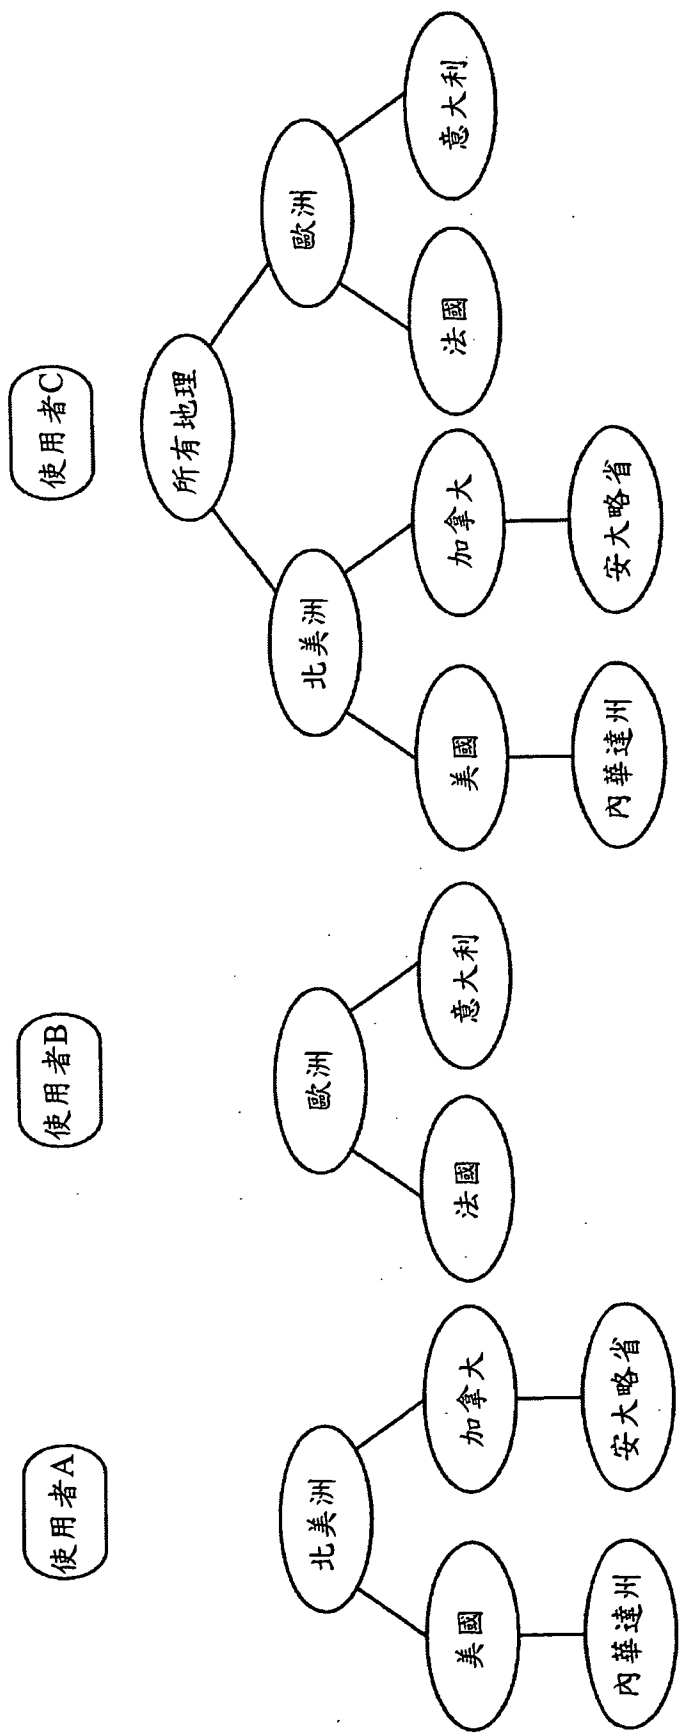 使用者A
北美洲
美國
加拿大
內華達州
安大略省
使用者B
歐洲
法國
意大利
使用者C
所有地理
北美洲
歐洲
美國
加拿大
法國
意大利
內華達州
安大略省